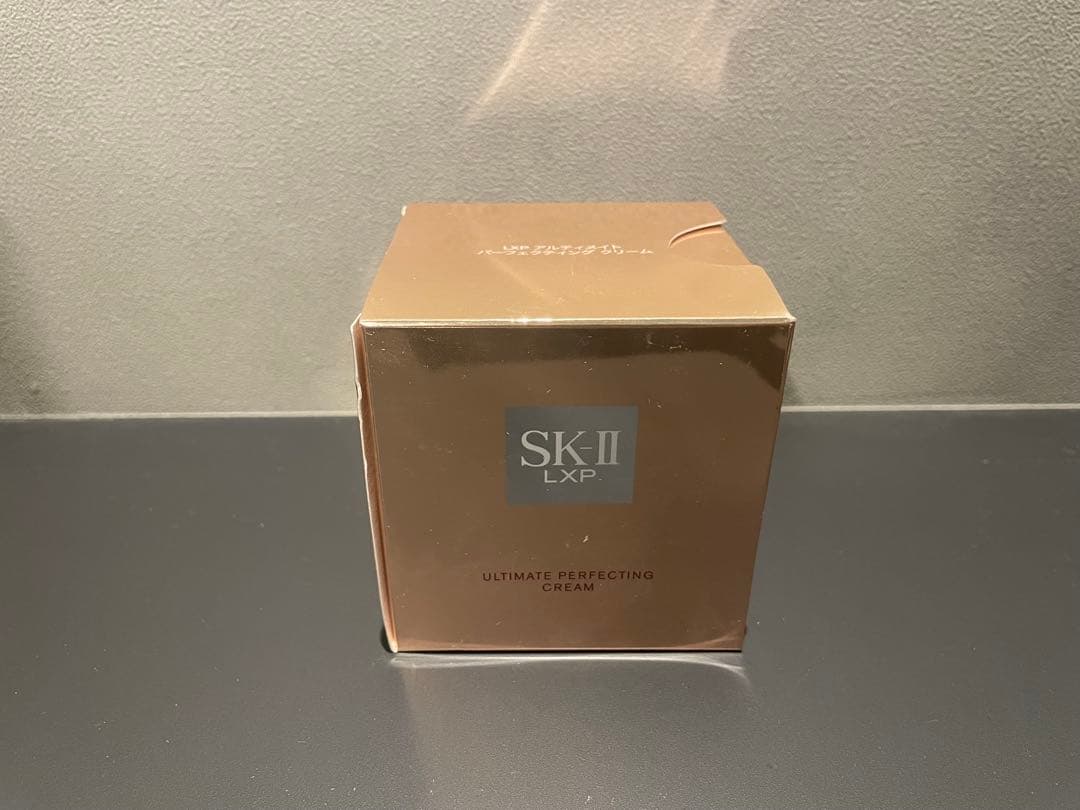 LXP アルティメイト
パーフェクティング クリーム
SK-II
LXP
ULTIMATE PERFECTING
CREAM